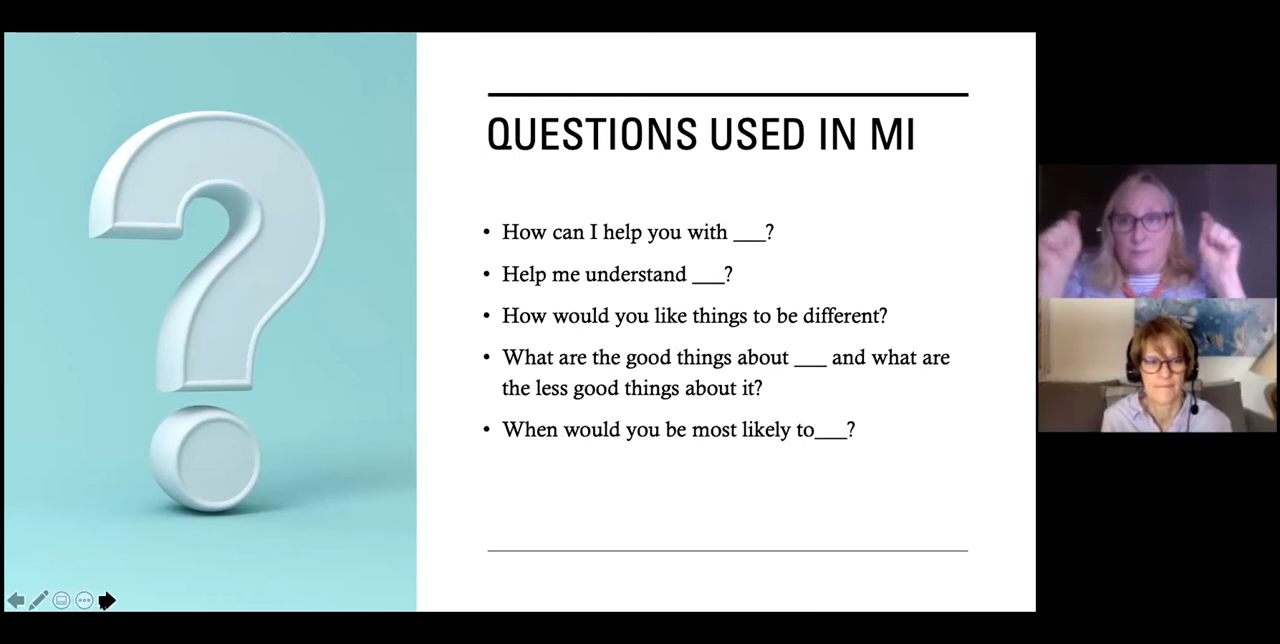 QUESTIONS USED IN MI
• How can I help you with ___?
• Help me understand ___?
• How would you like things to be different?
• What are the good things about ___ and what are
the less good things about it?
• When would you be most likely to___?